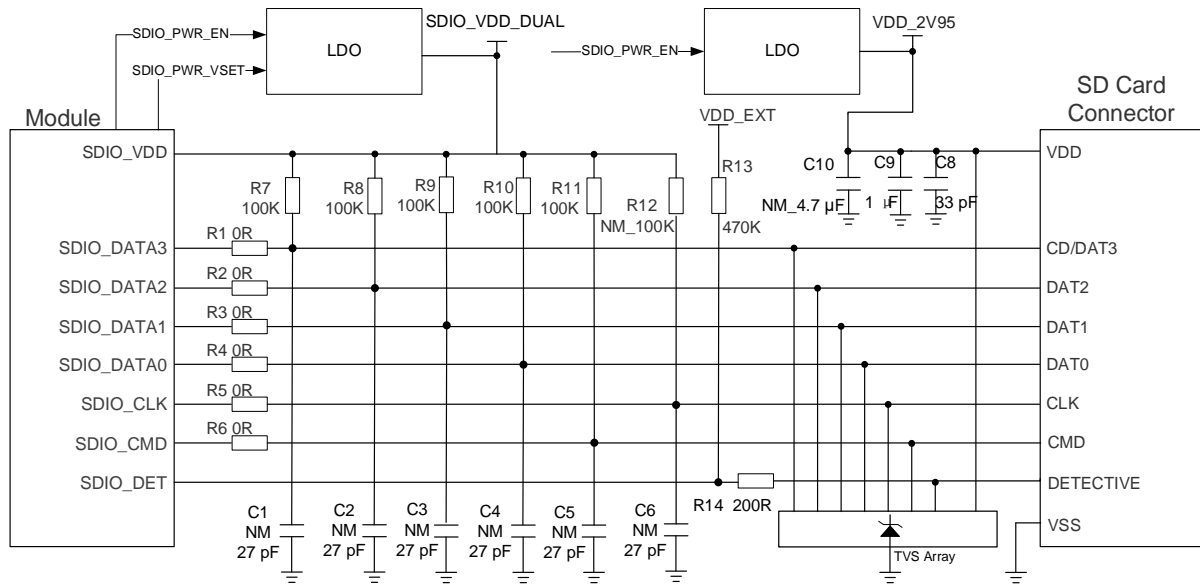 SDIO_VDD_DUAL
VDD_2V95
SDIO_PWR_EN
LDO
SDIO_PWR_EN
LDO
SDIO_PWR_VSET
SD Card
Connector
Module
VDD_EXT
SDIO_VDD
VDD
R7
100K
R8
100K
R9
100K
R10
100K
R11
100K
R12
NM_100K
R13
470K
C10
NM_4.7 µF
C9
1 µF
C8
33 pF
SDIO_DATA3
R1 0R
CD/DAT3
SDIO_DATA2
R2 0R
DAT2
SDIO_DATA1
R3 0R
DAT1
SDIO_DATA0
R4 0R
DAT0
SDIO_CLK
R5 0R
CLK
SDIO_CMD
R6 0R
CMD
SDIO_DET
R14 200R
DETECTIVE
C1
NM
27 pF
C2
NM
27 pF
C3
NM
27 pF
C4
NM
27 pF
C5
NM
27 pF
C6
NM
27 pF
VSS
TVS Array